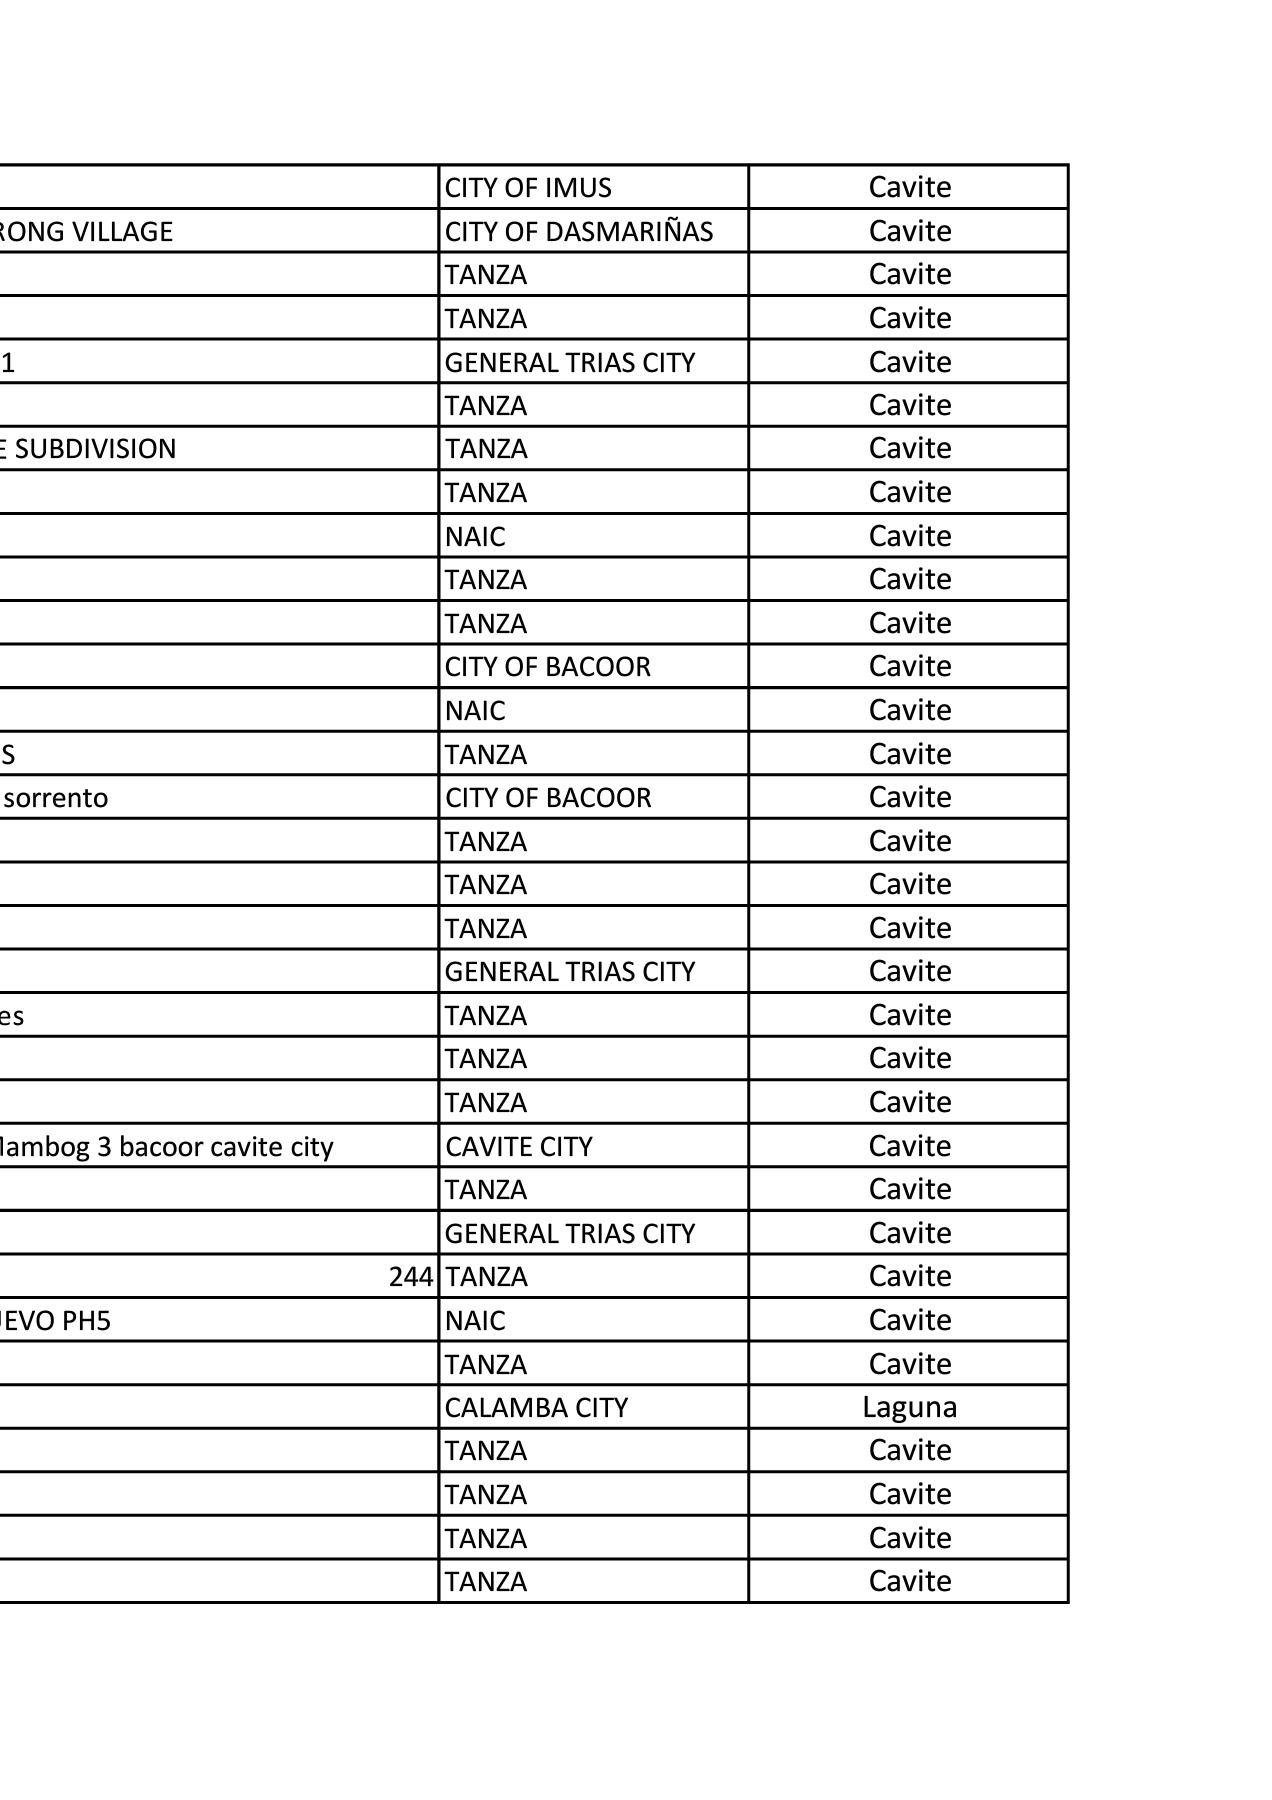 CITY OF IMUS Cavite
RONG VILLAGE CITY OF DASMARIÑAS Cavite
TANZA Cavite
TANZA Cavite
1 GENERAL TRIAS CITY Cavite
TANZA Cavite
E SUBDIVISION TANZA Cavite
TANZA Cavite
NAIC Cavite
TANZA Cavite
TANZA Cavite
CITY OF BACOOR Cavite
NAIC Cavite
S TANZA Cavite
sorrento CITY OF BACOOR Cavite
TANZA Cavite
TANZA Cavite
TANZA Cavite
GENERAL TRIAS CITY Cavite
es TANZA Cavite
TANZA Cavite
TANZA Cavite
ambog 3 bacoor cavite city CAVITE CITY Cavite
TANZA Cavite
GENERAL TRIAS CITY Cavite
244 TANZA Cavite
UEVO PH5 NAIC Cavite
TANZA Cavite
CALAMBA CITY Laguna
TANZA Cavite
TANZA Cavite
TANZA Cavite
TANZA Cavite